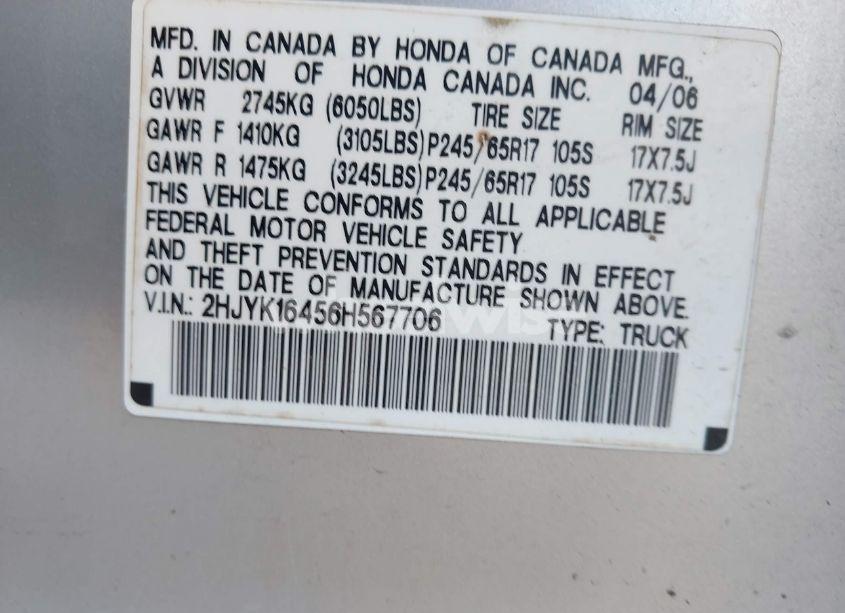 MFD. IN CANADA BY HONDA OF CANADA MFG.,
A DIVISION OF HONDA CANADA INC. 04/06
GVWR 2745KG (6050LBS) TIRE SIZE RIM SIZE
GAWR F 1410KG (3105LBS) P245/65R17 105S 17X7.5J
GAWR R 1475KG (3245LBS) P245/65R17 105S 17X7.5J
THIS VEHICLE CONFORMS TO ALL APPLICABLE
FEDERAL MOTOR VEHICLE SAFETY
AND THEFT PREVENTION STANDARDS IN EFFECT
ON THE DATE OF MANUFACTURE SHOWN ABOVE.
V.I.N.: 2HJYK16456H567706 TYPE: TRUCK